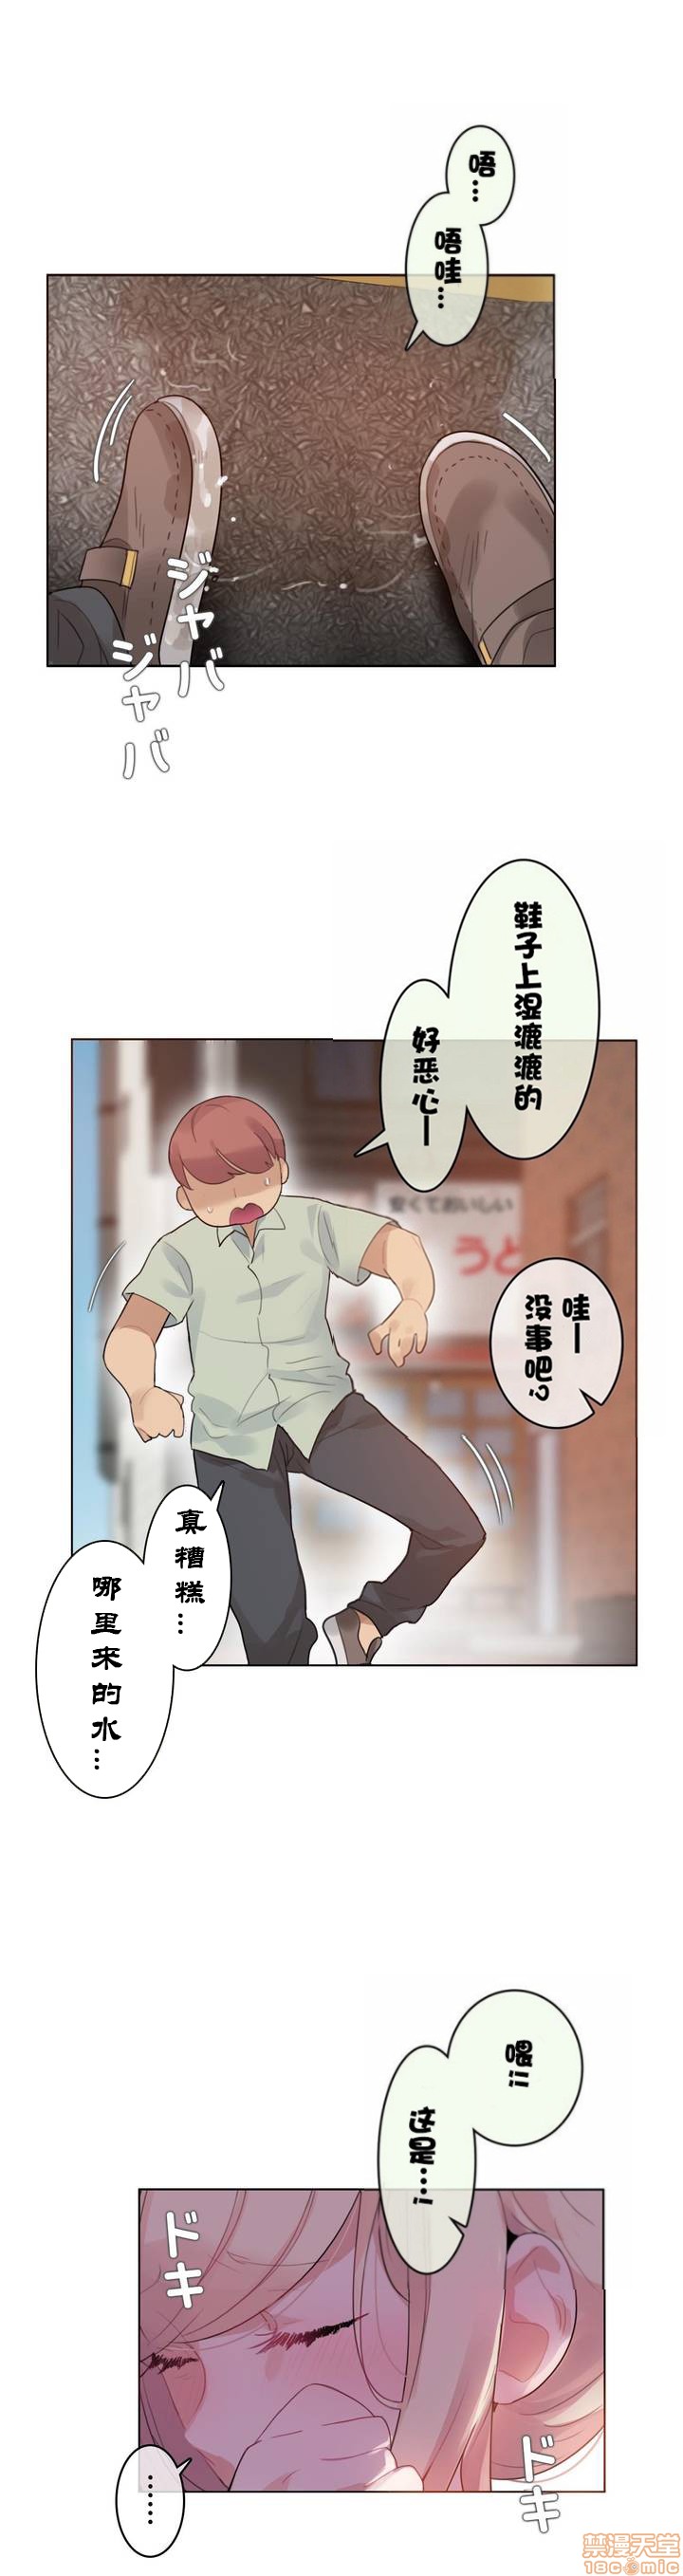 唔…
唔哇…
ジャバ
ジャバ
鞋子上湿漉漉的
好恶心ー
安くておいしい
うど
哇ー
没事吧?
真糟糕…
哪里来的水…
喂!!
这是…!
ドキ
ドキ
……
禁漫天堂
18comic